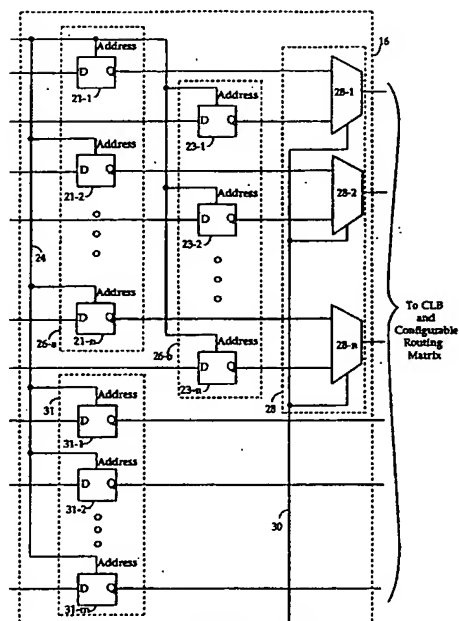 Address
16
D Q
21-1
Address
28-1
D Q
23-1
Address
D Q
21-2
Address
28-2
D Q
23-2
24
To CLB
and
Configurable
Routing
Matrix
Address
D Q
26-a
21-n
Address
26-b
28-n
D Q
23-n
28
31
Address
D Q
31-1
Address
D Q
31-2
30
Address
D Q
31-m